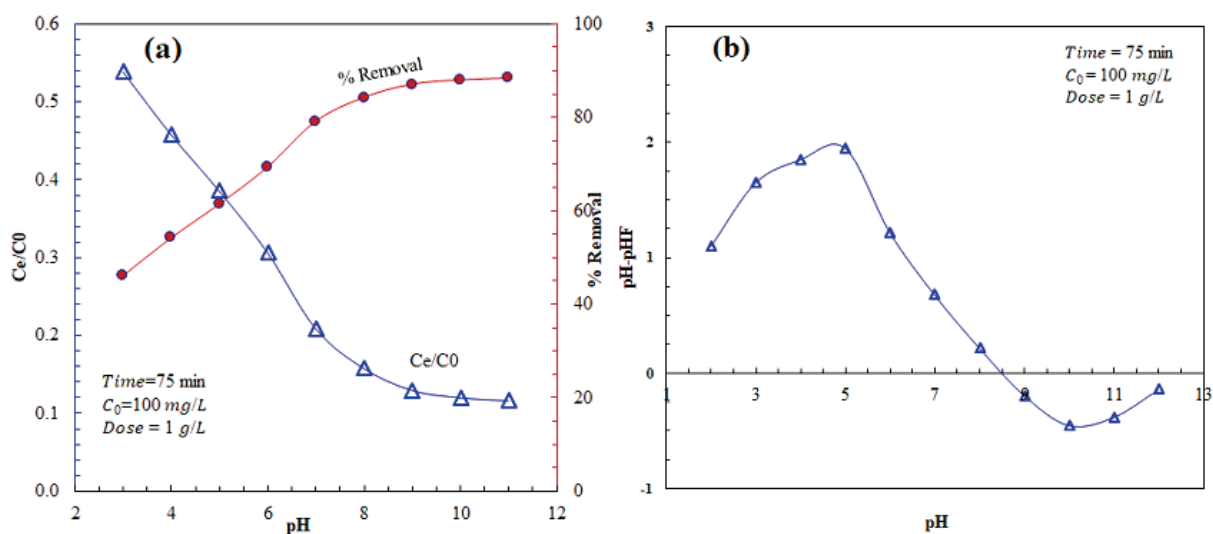 (a)
% Removal
Ce/C0
Time=75 min
C₀=100 mg/L
Dose = 1 g/L
0.6
0.5
0.4
0.3
0.2
0.1
0.0
Ce/C0
100
80
60
40
20
0
% Removal
2 4 6 8 10 12
pH
(b)
Time = 75 min
C₀ = 100 mg/L
Dose = 1 g/L
3
2
1
0
-1
pH-pHF
1 3 5 7 9 11 13
pH